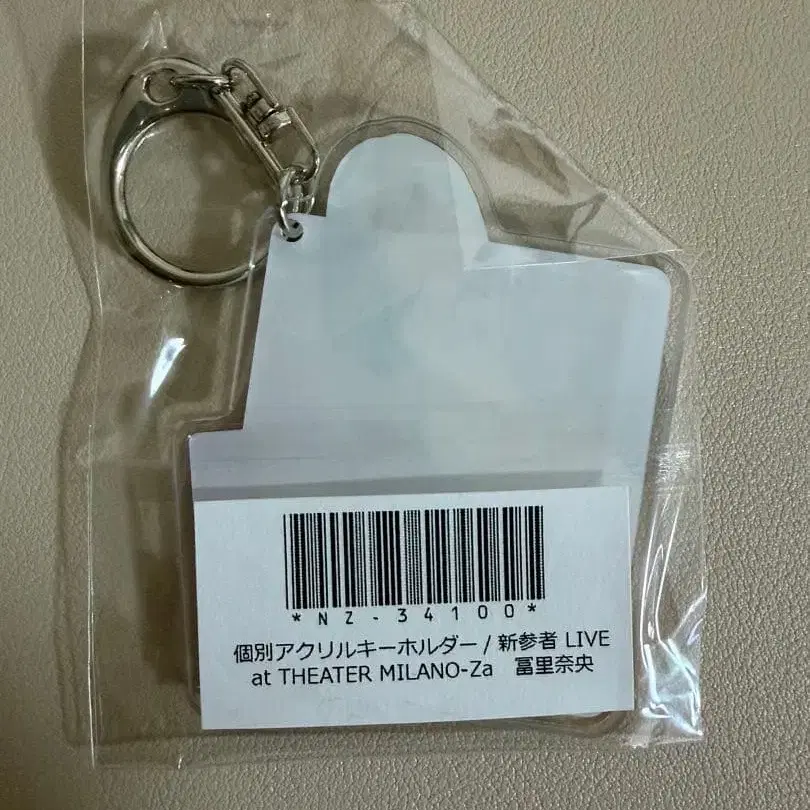 *NZ-34100*
個別アクリルキーホルダー / 新参者 LIVE
at THEATER MILANO-Za　冨里奈央